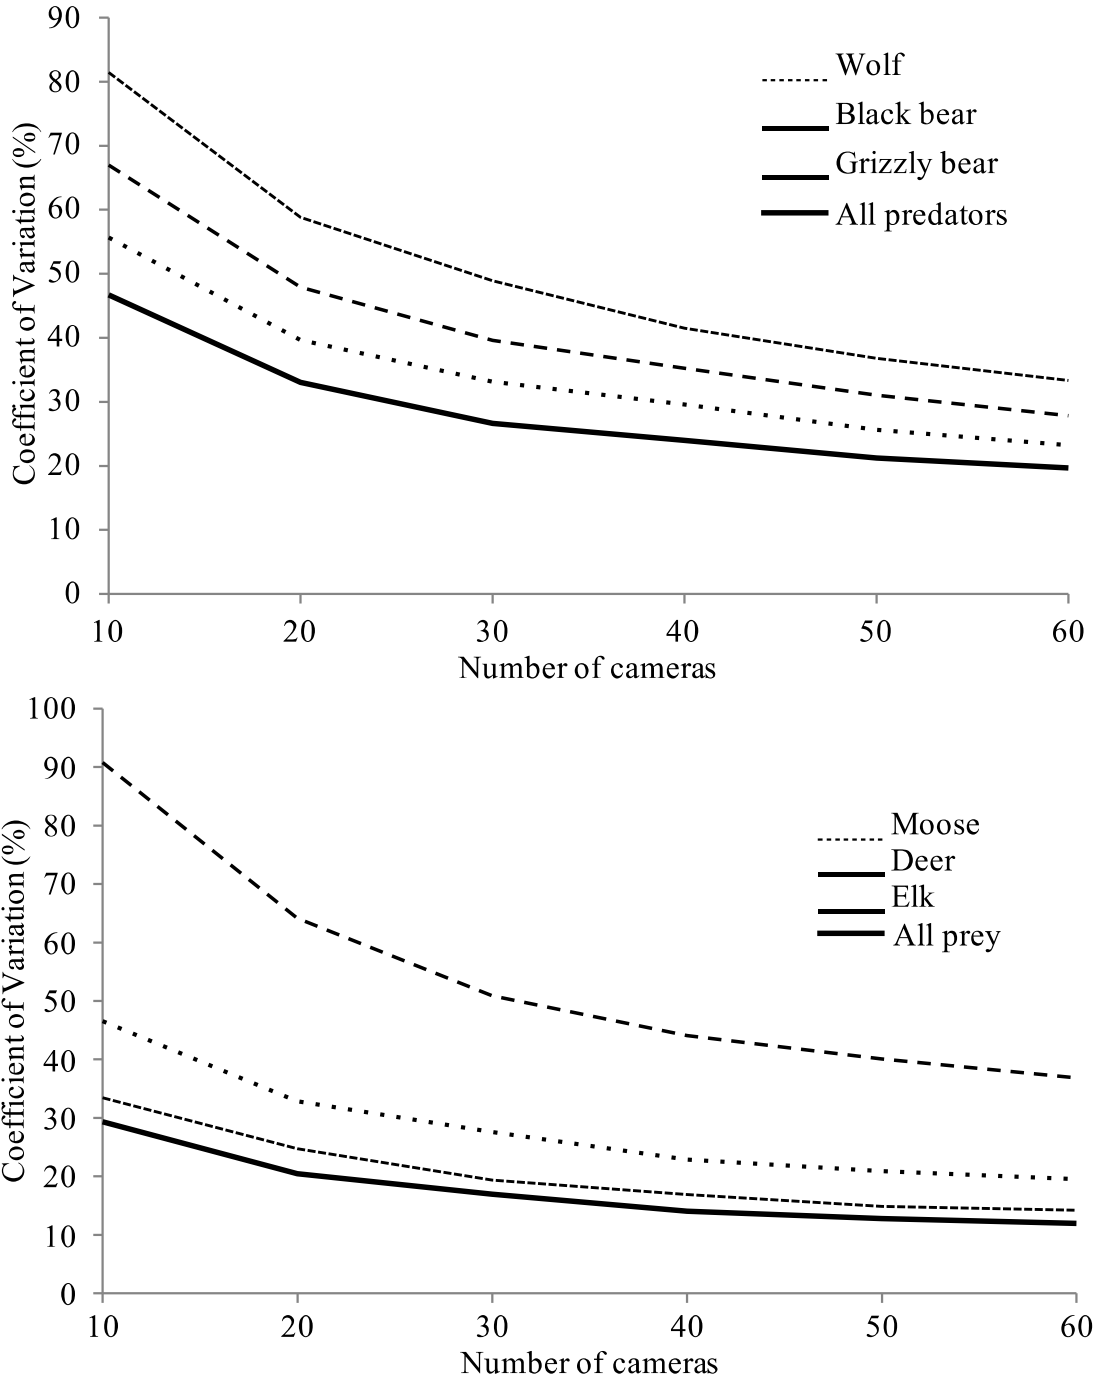 90
80
70
60
50
40
30
20
10
0
Coefficient of Variation (%)
Wolf
Black bear
Grizzly bear
All predators
10 20 30 40 50 60
Number of cameras
100
90
80
70
60
50
40
30
20
10
0
Coefficient of Variation (%)
Moose
Deer
Elk
All prey
10 20 30 40 50 60
Number of cameras